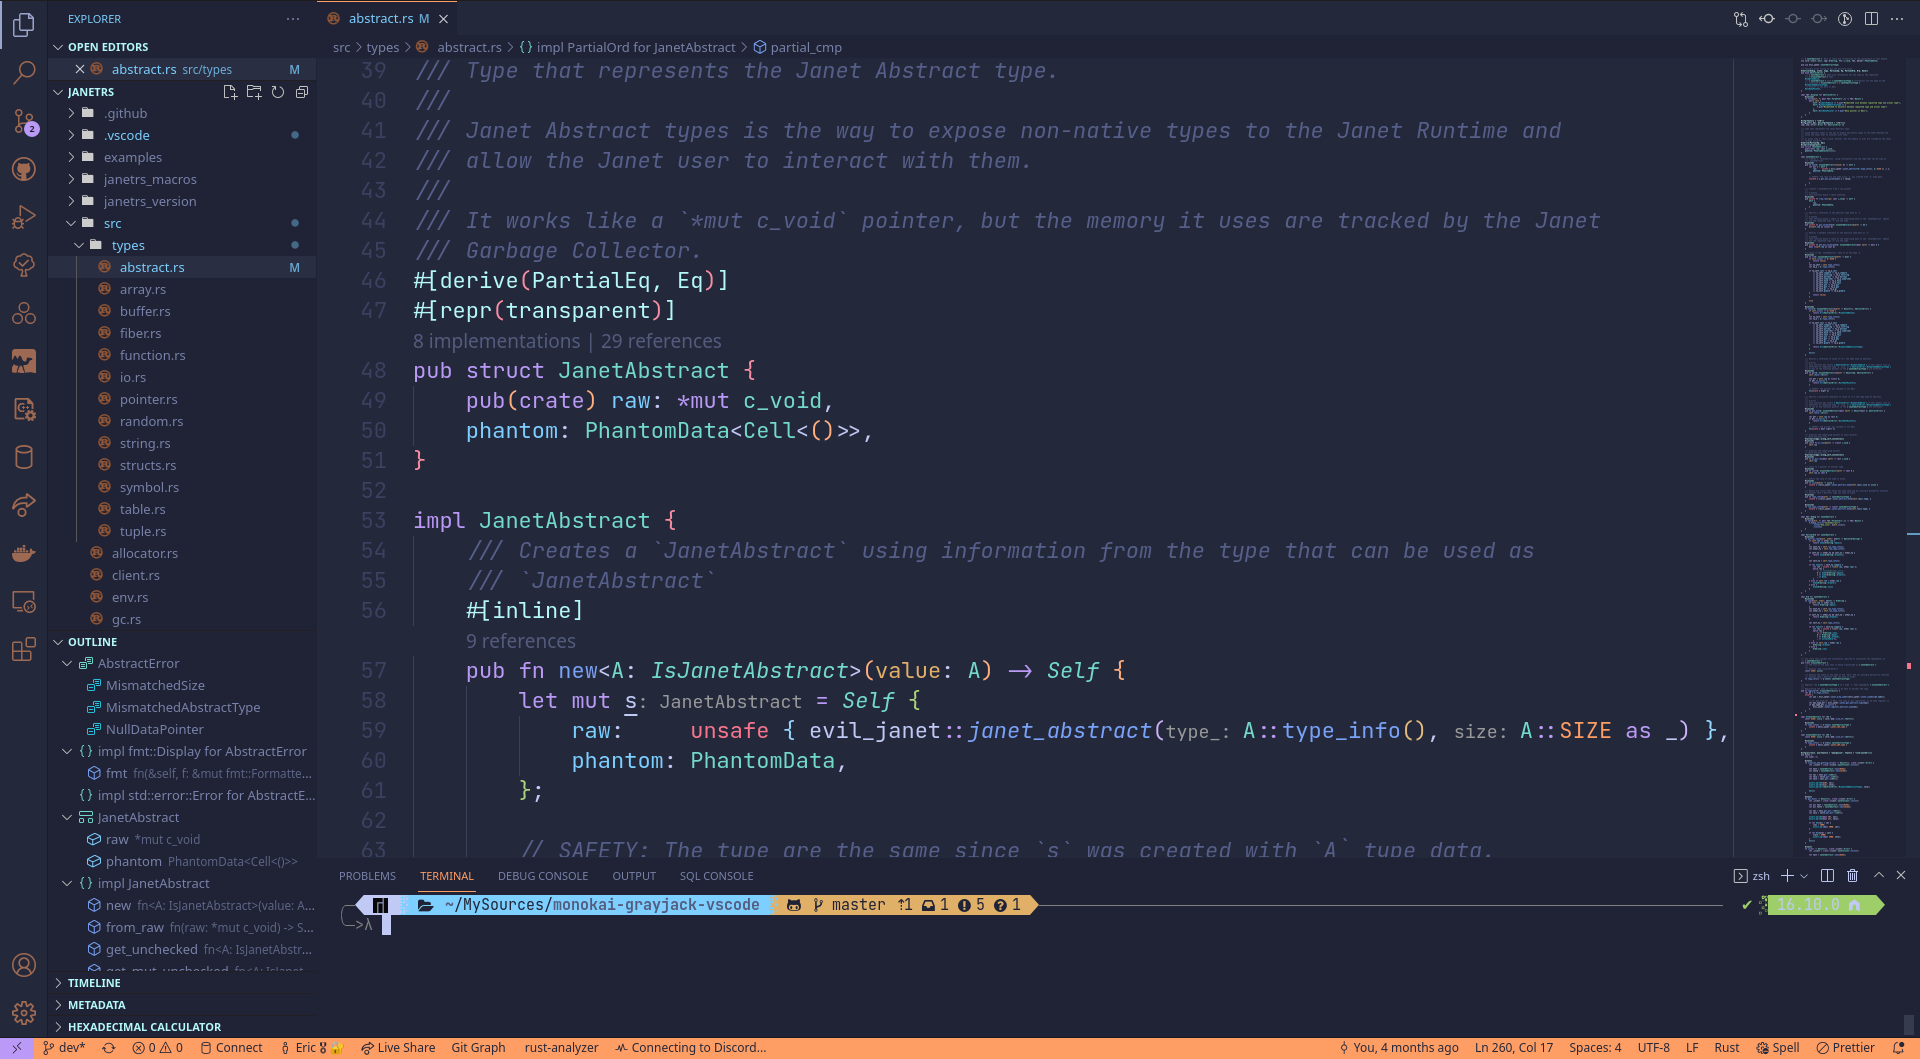 EXPLORER
OPEN EDITORS
abstract.rs src/types M
JANETRS
.github
.vscode
examples
janetrs_macros
janetrs_version
src
types
abstract.rs M
array.rs
buffer.rs
fiber.rs
function.rs
io.rs
pointer.rs
random.rs
string.rs
structs.rs
symbol.rs
table.rs
tuple.rs
allocator.rs
client.rs
env.rs
gc.rs
2
OUTLINE
AbstractError
MismatchedSize
MismatchedAbstractType
NullDataPointer
{} impl fmt::Display for AbstractError
fmt fn(&self, f: &mut fmt::Formatte...
{} impl std::error::Error for AbstractE...
JanetAbstract
raw *mut c_void
phantom PhantomData<Cell<()>>
{} impl JanetAbstract
new fn<A: IsJanetAbstract>(value: A...
from_raw fn(raw: *mut c_void) -> S...
get_unchecked fn<A: IsJanetAbstr...
get_mut_unchecked fn<A: IsJanet...
TIMELINE
METADATA
HEXADECIMAL CALCULATOR
abstract.rs M
src > types > abstract.rs > {} impl PartialOrd for JanetAbstract > partial_cmp
39 /// Type that represents the Janet Abstract type.
40 ///
41 /// Janet Abstract types is the way to expose non-native types to the Janet Runtime and
42 /// allow the Janet user to interact with them.
43 ///
44 /// It works like a `*mut c_void` pointer, but the memory it uses are tracked by the Janet
45 /// Garbage Collector.
46 #[derive(PartialEq, Eq)]
47 #[repr(transparent)]
8 implementations | 29 references
48 pub struct JanetAbstract {
49 pub(crate) raw: *mut c_void,
50 phantom: PhantomData<Cell<()>>,
51 }
52
53 impl JanetAbstract {
54 /// Creates a `JanetAbstract` using information from the type that can be used as
55 /// `JanetAbstract`
56 #[inline]
9 references
57 pub fn new<A: IsJanetAbstract>(value: A) -> Self {
58 let mut s: JanetAbstract = Self {
59 raw: unsafe { evil_janet::janet_abstract(type_: A::type_info(), size: A::SIZE as _) },
60 phantom: PhantomData,
61 };
62
63 // SAFETY: The type are the same since `s` was created with `A` type data.
PROBLEMS TERMINAL DEBUG CONSOLE OUTPUT SQL CONSOLE
zsh
~/MySources/monokai-grayjack-vscode master ⇡1 1 5 1
✔ 16.10.0
>λ
dev* 0 0 Connect Eric Live Share Git Graph rust-analyzer Connecting to Discord...
You, 4 months ago Ln 260, Col 17 Spaces: 4 UTF-8 LF Rust Spell Prettier